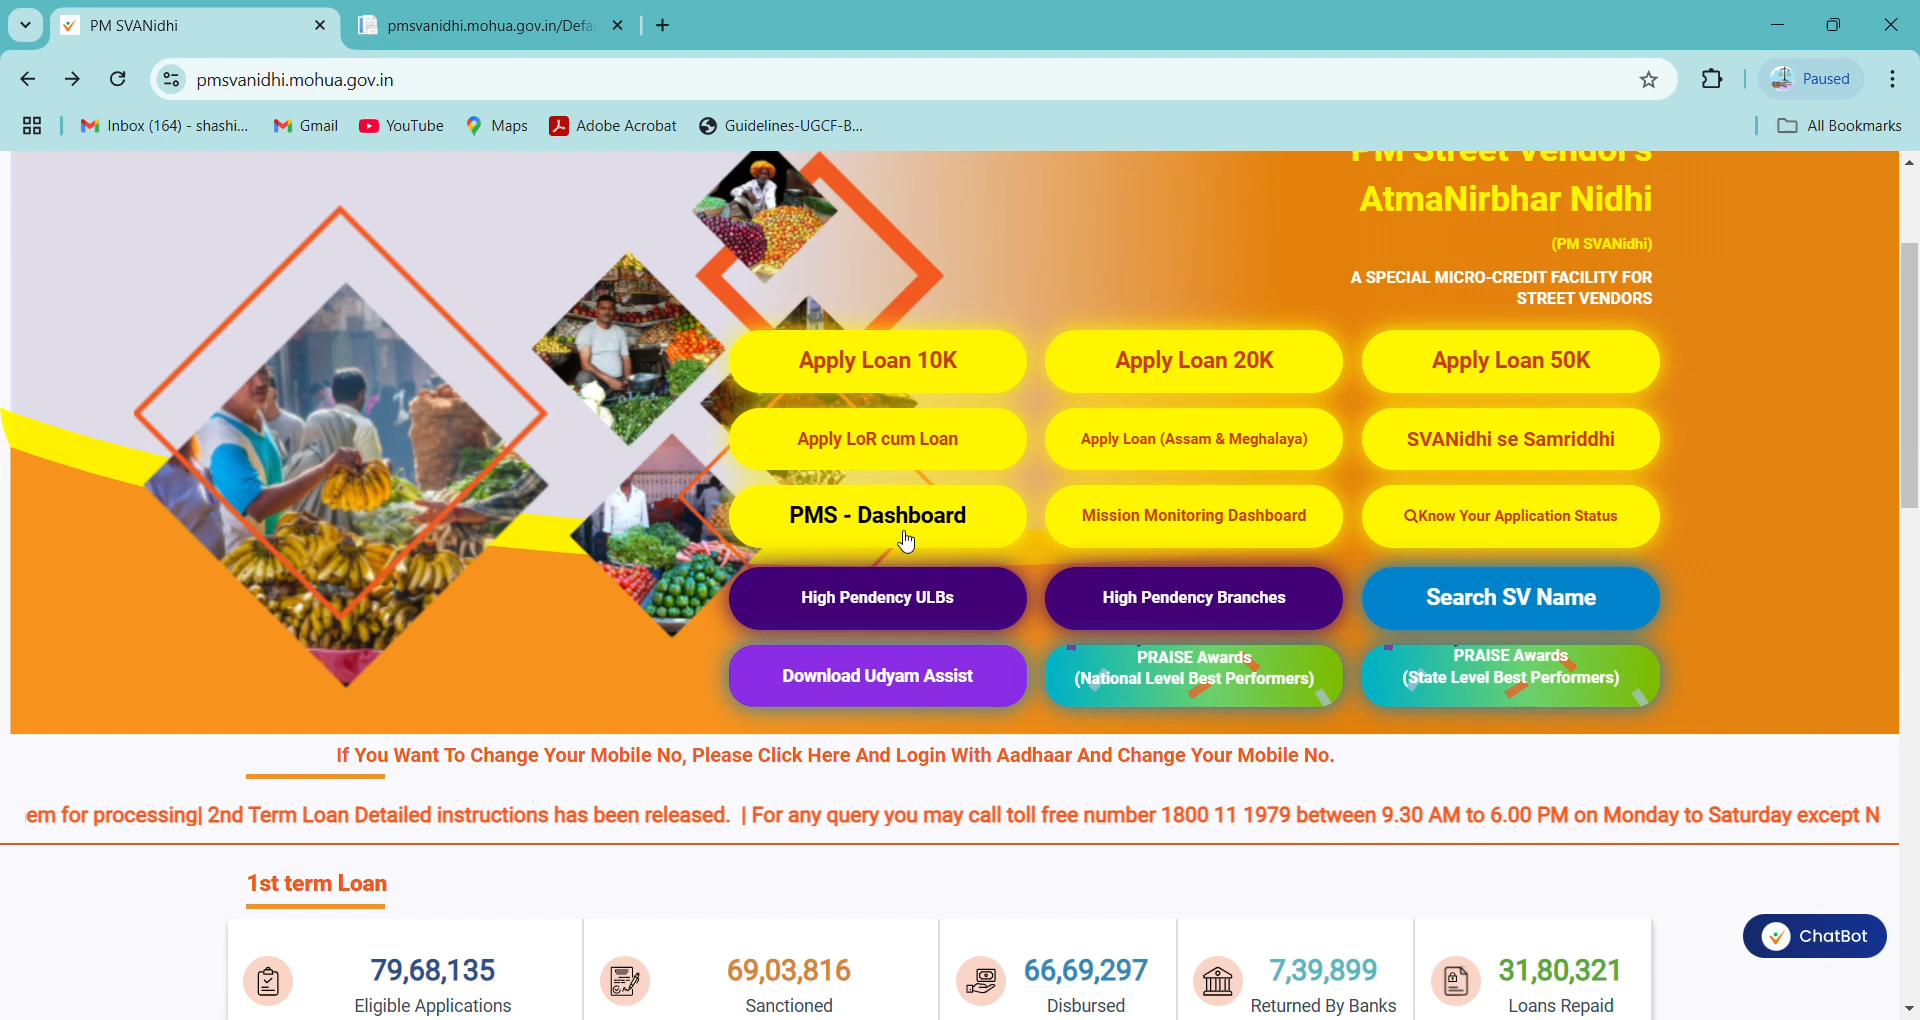 PM SVANidhi
pmsvanidhi.mohua.gov.in/Defa
pmsvanidhi.mohua.gov.in
Paused
Inbox (164) - shashi...
Gmail
YouTube
Maps
Adobe Acrobat
Guidelines-UGCF-B...
All Bookmarks
PM Street Vendor's
AtmaNirbhar Nidhi
(PM SVANidhi)
A SPECIAL MICRO-CREDIT FACILITY FOR
STREET VENDORS
Apply Loan 10K
Apply Loan 20K
Apply Loan 50K
Apply LoR cum Loan
Apply Loan (Assam & Meghalaya)
SVANidhi se Samriddhi
PMS - Dashboard
Mission Monitoring Dashboard
Know Your Application Status
High Pendency ULBs
High Pendency Branches
Search SV Name
Download Udyam Assist
PRAISE Awards
(National Level Best Performers)
PRAISE Awards
(State Level Best Performers)
If You Want To Change Your Mobile No, Please Click Here And Login With Aadhaar And Change Your Mobile No.
em for processing| 2nd Term Loan Detailed instructions has been released. | For any query you may call toll free number 1800 11 1979 between 9.30 AM to 6.00 PM on Monday to Saturday except N
1st term Loan
79,68,135
Eligible Applications
69,03,816
Sanctioned
66,69,297
Disbursed
7,39,899
Returned By Banks
31,80,321
Loans Repaid
ChatBot